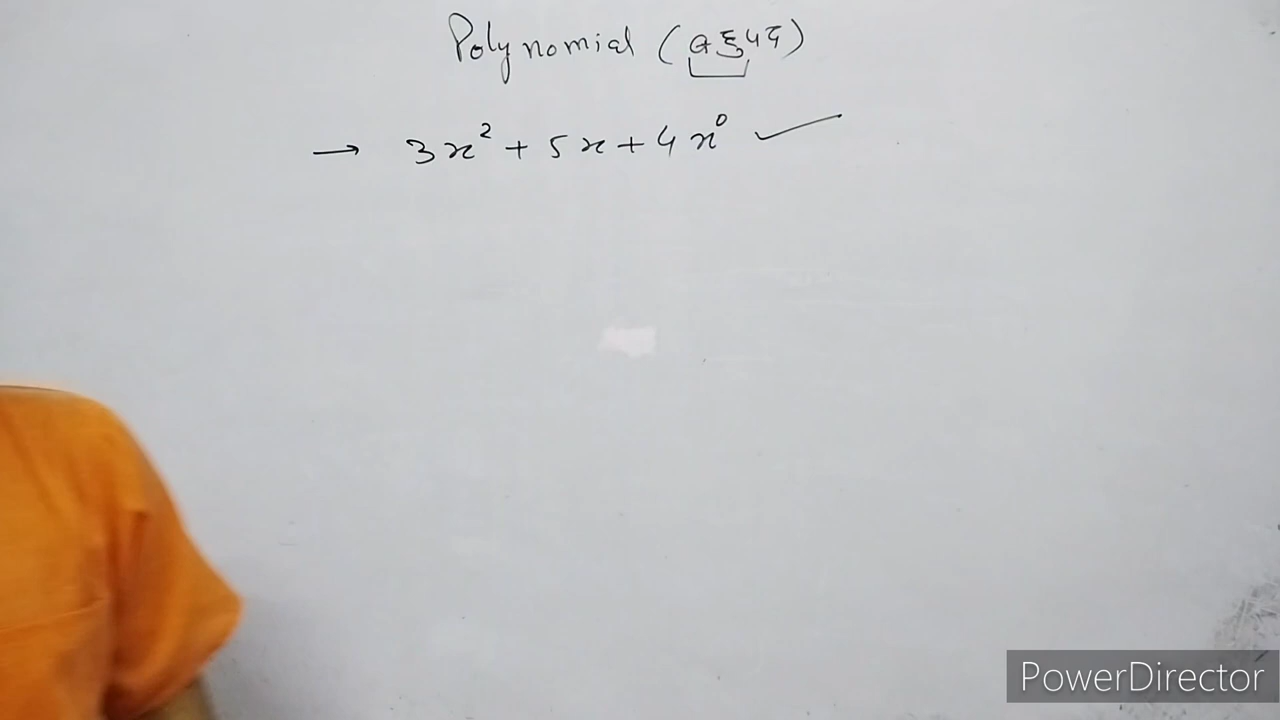 Polynomial (बहुपद)
→ 3x² + 5x + 4x⁰ ✓
PowerDirector